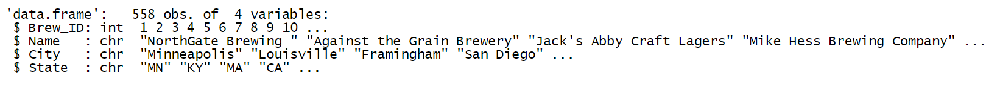 'data.frame':   558 obs. of  4 variables:
 $ Brew_ID: int  1 2 3 4 5 6 7 8 9 10 ...
 $ Name   : chr  "NorthGate Brewing " "Against the Grain Brewery" "Jack's Abby Craft Lagers" "Mike Hess Brewing Company" ...
 $ City   : chr  "Minneapolis" "Louisville" "Framingham" "San Diego" ...
 $ State  : chr  "MN" "KY" "MA" "CA" ...